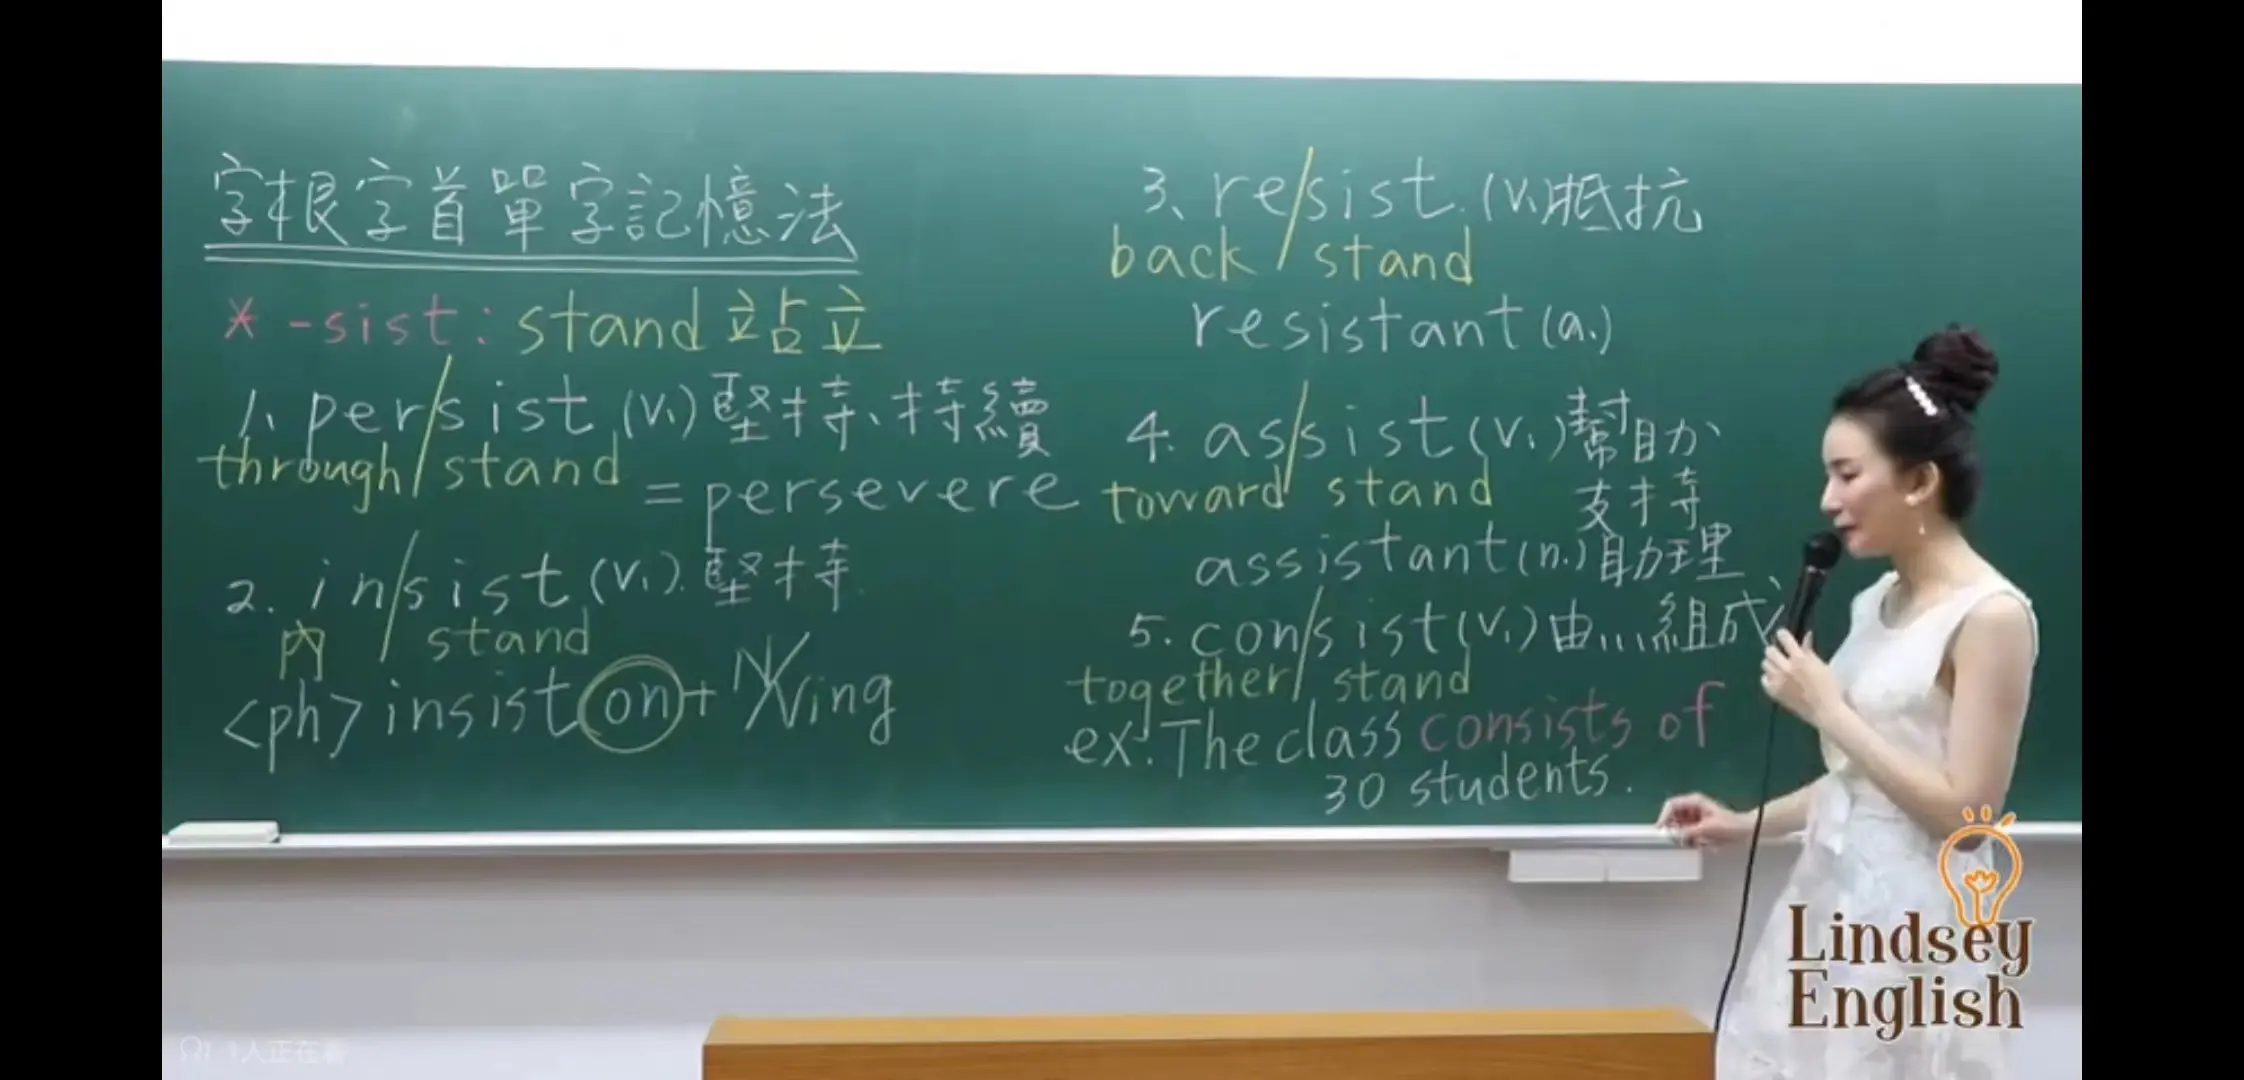 字根字首單字記憶法
* -sist: stand 站立
1. per/sist (v.) 堅持、持續
through/stand
= persevere
2. in/sist (v.) 堅持
內 / stand
<ph> insist on + N/Ving
3. re/sist (v.) 抵抗
back / stand
resistant (a.)
4. as/sist (v.) 幫助、
支持
toward stand
assistant (n.) 助理
5. con/sist (v.) 由...組成
together/stand
ex. The class consists of
30 students.
Lindsey
English
1人正在看